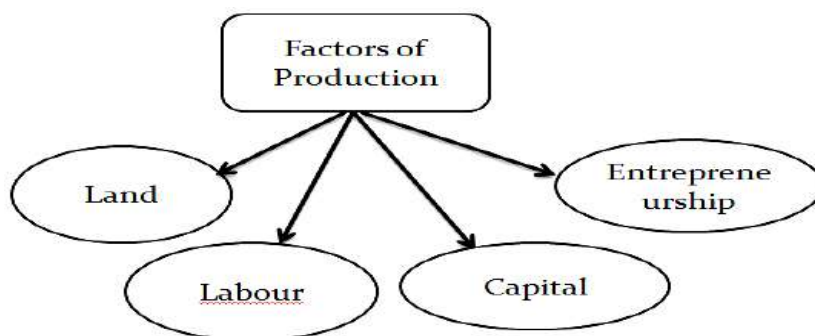 Factors of
Production
Land
Entreprene
urship
Labour
Capital